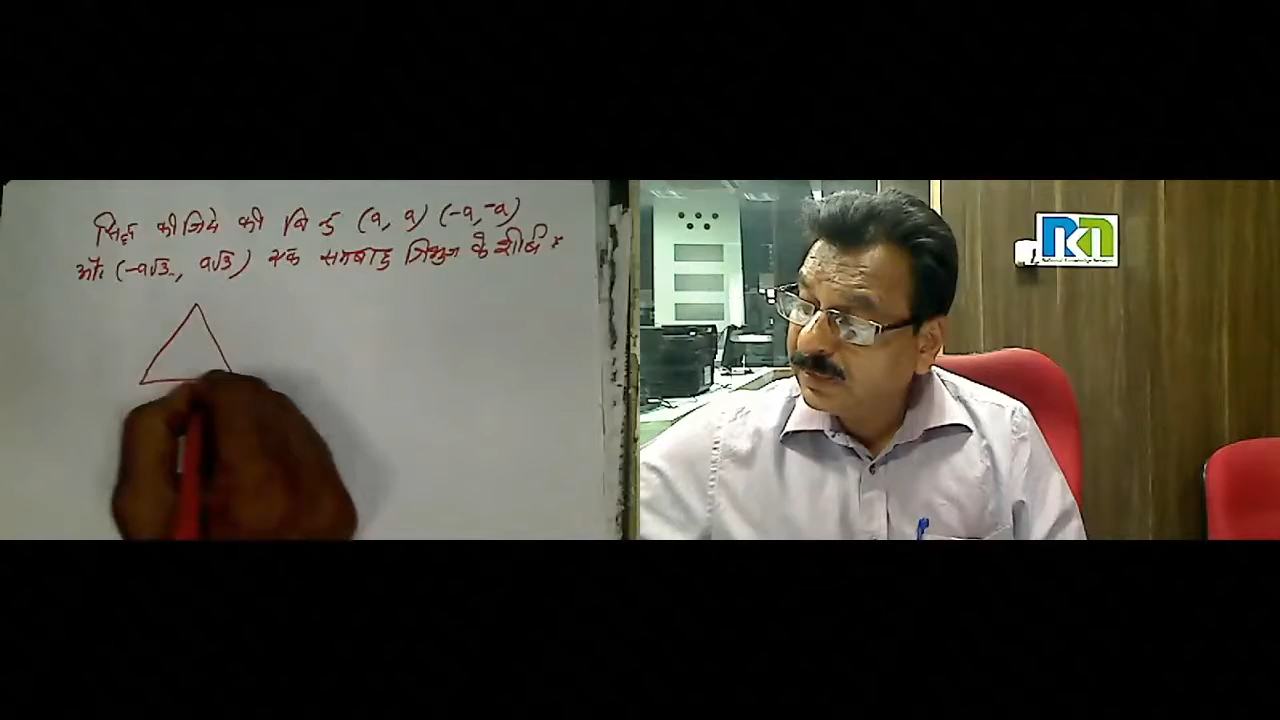 सिद्ध कीजिये की बिन्दु (a, a) (-a, -a)
और (-a√3, a√3) एक समबाहु त्रिभुज के शीर्ष